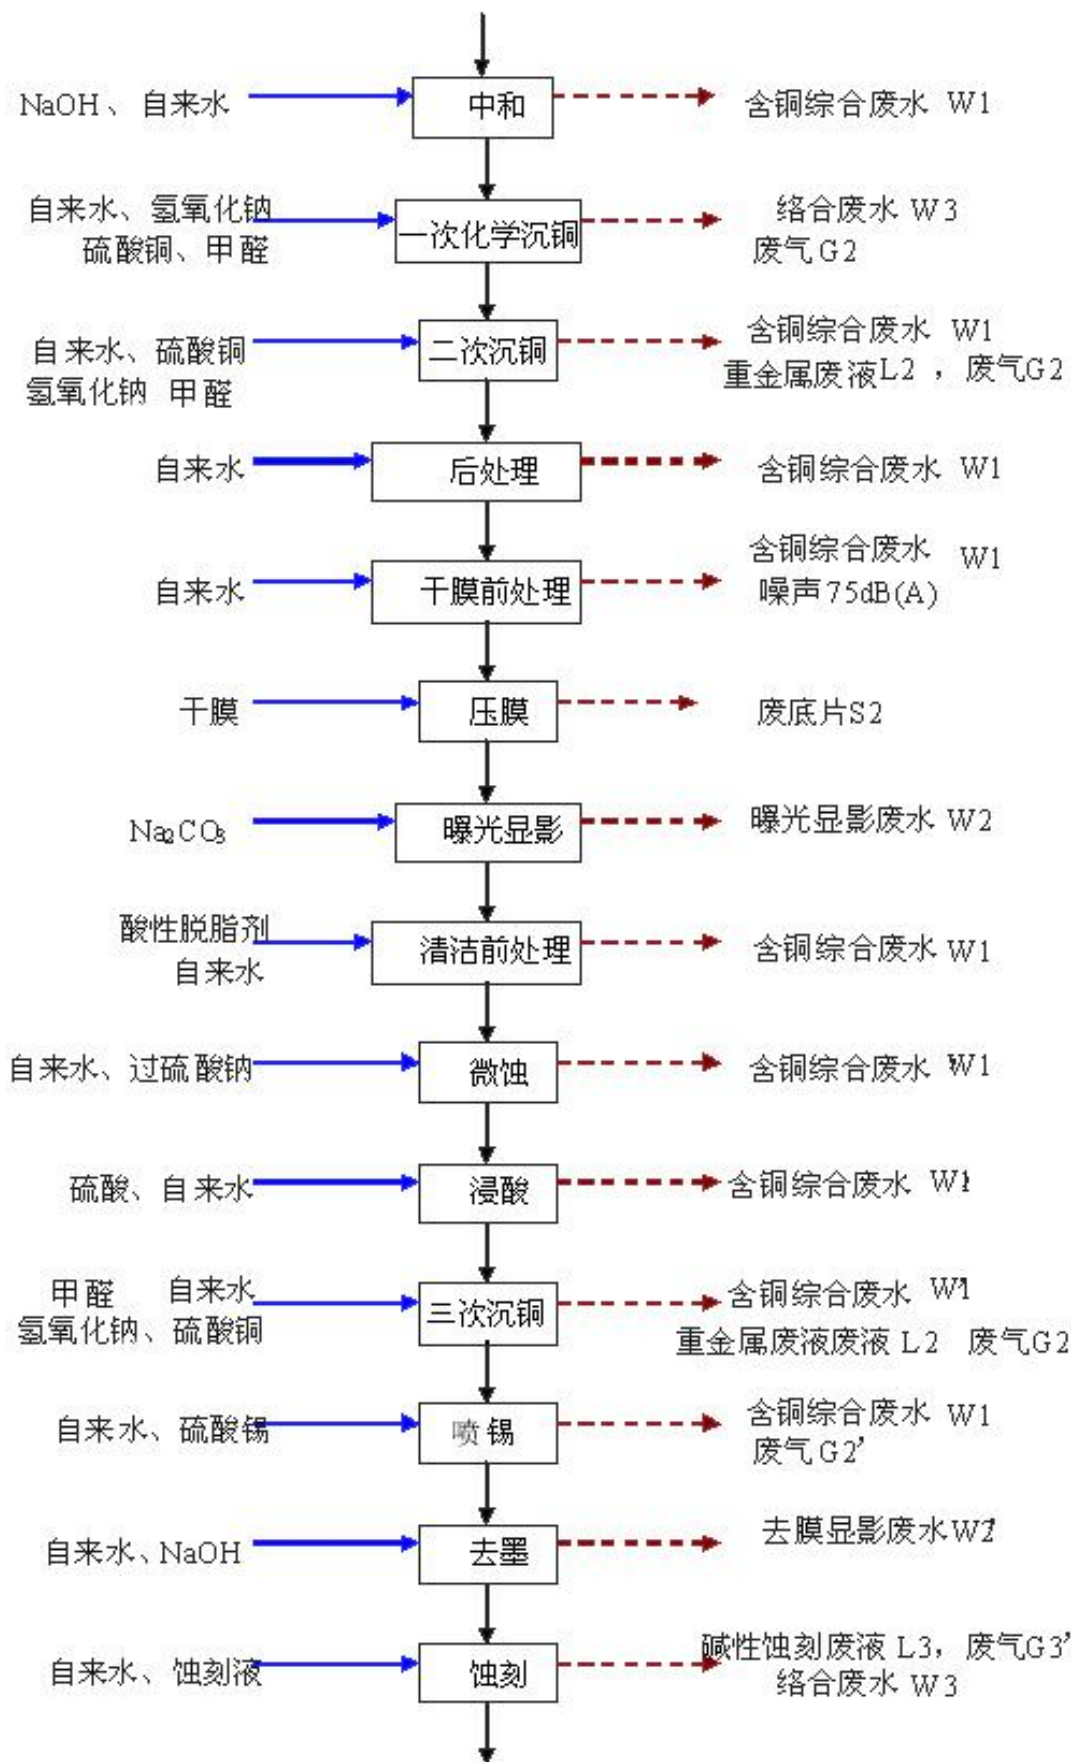 NaOH、自来水
中和
含铜综合废水 W1
自来水、氢氧化钠
硫酸铜、甲醛
一次化学沉铜
络合废水 W3
废气G2
自来水、硫酸铜
氢氧化钠 甲醛
二次沉铜
含铜综合废水 W1
重金属废液L2 ，废气G2
自来水
后处理
含铜综合废水 W1
自来水
干膜前处理
含铜综合废水 W1
噪声75dB(A)
干膜
压膜
废底片S2
Na₂CO₃
曝光显影
曝光显影废水 W2
酸性脱脂剂
自来水
清洁前处理
含铜综合废水 W1
自来水、过硫酸钠
微蚀
含铜综合废水 W1
硫酸、自来水
浸酸
含铜综合废水 W1
甲醛 自来水
氢氧化钠、硫酸铜
三次沉铜
含铜综合废水 W1
重金属废液废液 L2 废气G2
自来水、硫酸锡
喷锡
含铜综合废水 W1
废气G2’
自来水、NaOH
去墨
去膜显影废水W2’
自来水、蚀刻液
蚀刻
碱性蚀刻废液 L3，废气G3’
络合废水 W3